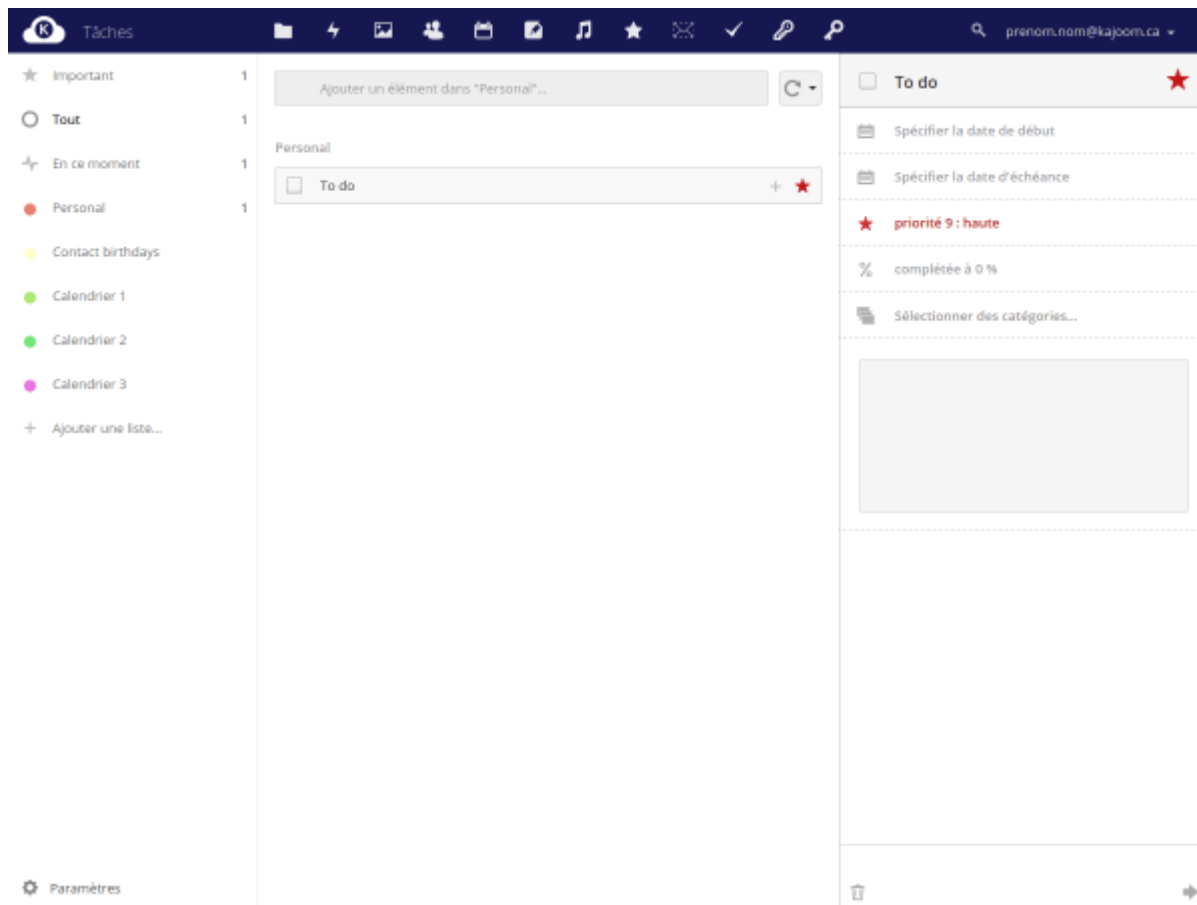 K
Tâches
prenom.nom@kajoom.ca
Important 1
Tout 1
En ce moment 1
Personal 1
Contact birthdays
Calendrier 1
Calendrier 2
Calendrier 3
Ajouter une liste...
Paramètres
Ajouter un élément dans "Personal"...
Personal
To do
To do
Spécifier la date de début
Spécifier la date d'échéance
priorité 9 : haute
complétée à 0 %
Sélectionner des catégories...